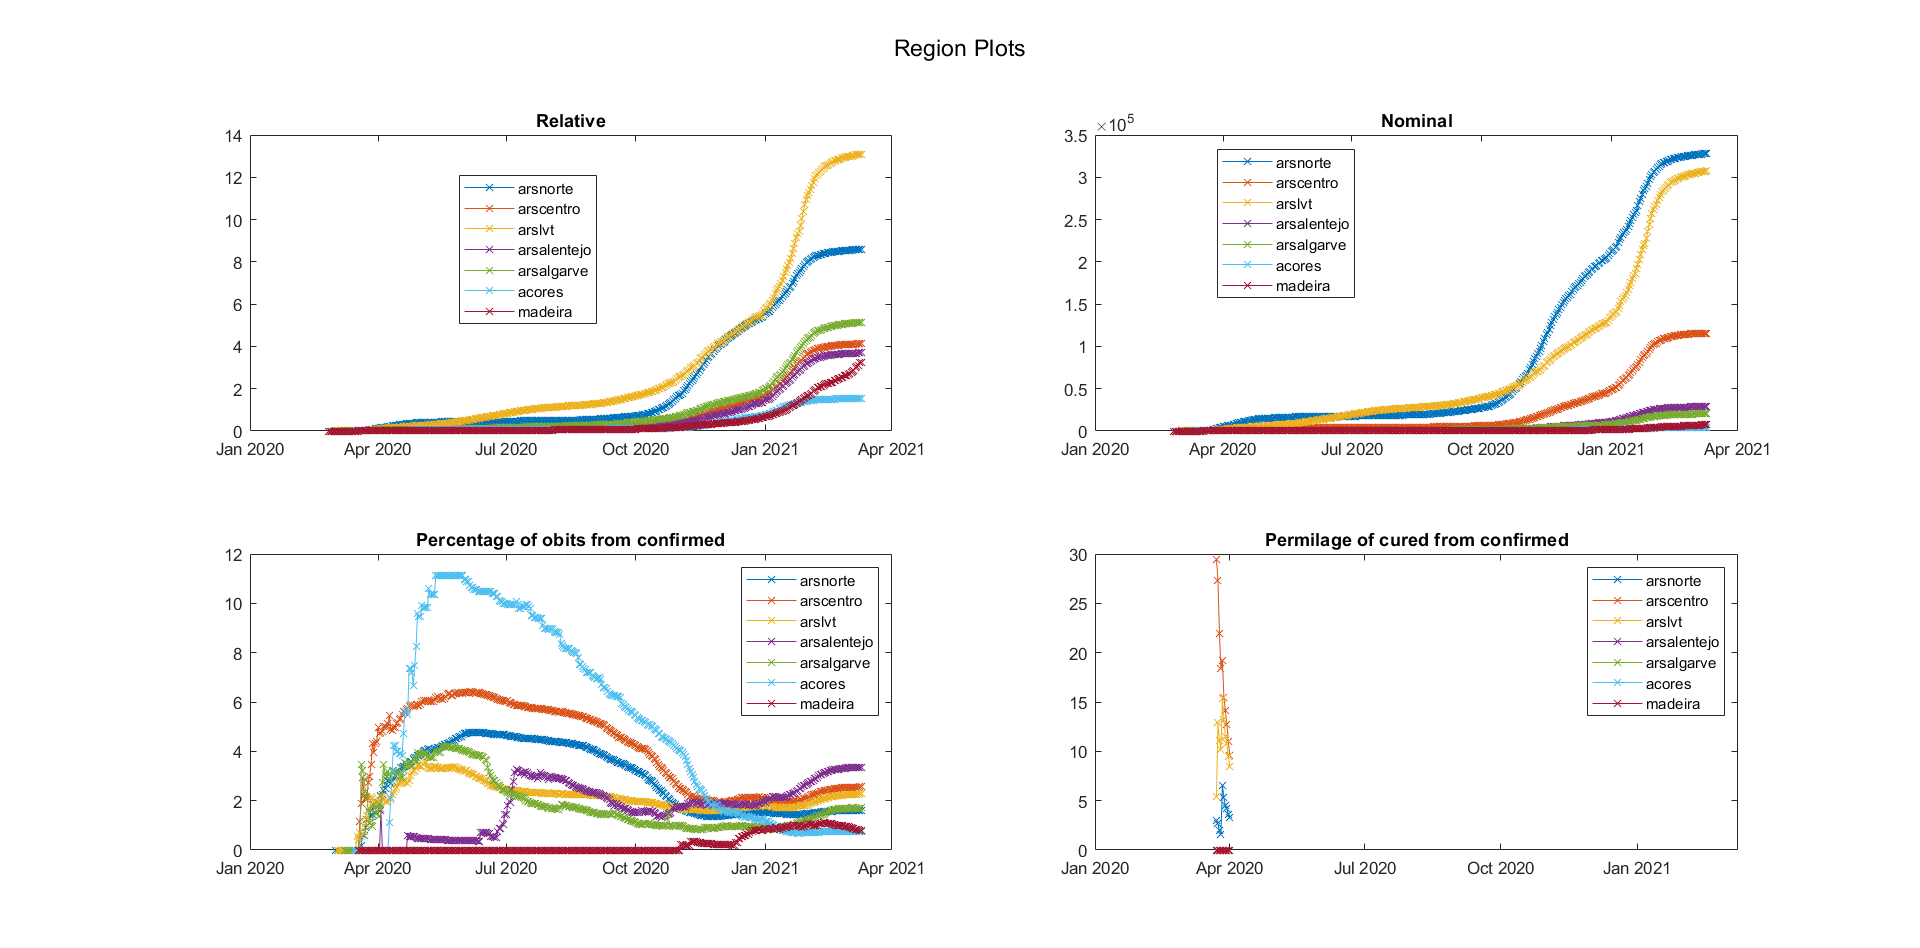 Region Plots
Relative
14
12
10
8
6
4
2
0
Jan 2020 Apr 2020 Jul 2020 Oct 2020 Jan 2021 Apr 2021
arsnorte
arscentro
arslvt
arsalentejo
arsalgarve
acores
madeira
Nominal
×10^5
3.5
3
2.5
2
1.5
1
0.5
0
Jan 2020 Apr 2020 Jul 2020 Oct 2020 Jan 2021 Apr 2021
arsnorte
arscentro
arslvt
arsalentejo
arsalgarve
acores
madeira
Percentage of obits from confirmed
12
10
8
6
4
2
0
Jan 2020 Apr 2020 Jul 2020 Oct 2020 Jan 2021 Apr 2021
arsnorte
arscentro
arslvt
arsalentejo
arsalgarve
acores
madeira
Permilage of cured from confirmed
30
25
20
15
10
5
0
Jan 2020 Apr 2020 Jul 2020 Oct 2020 Jan 2021
arsnorte
arscentro
arslvt
arsalentejo
arsalgarve
acores
madeira